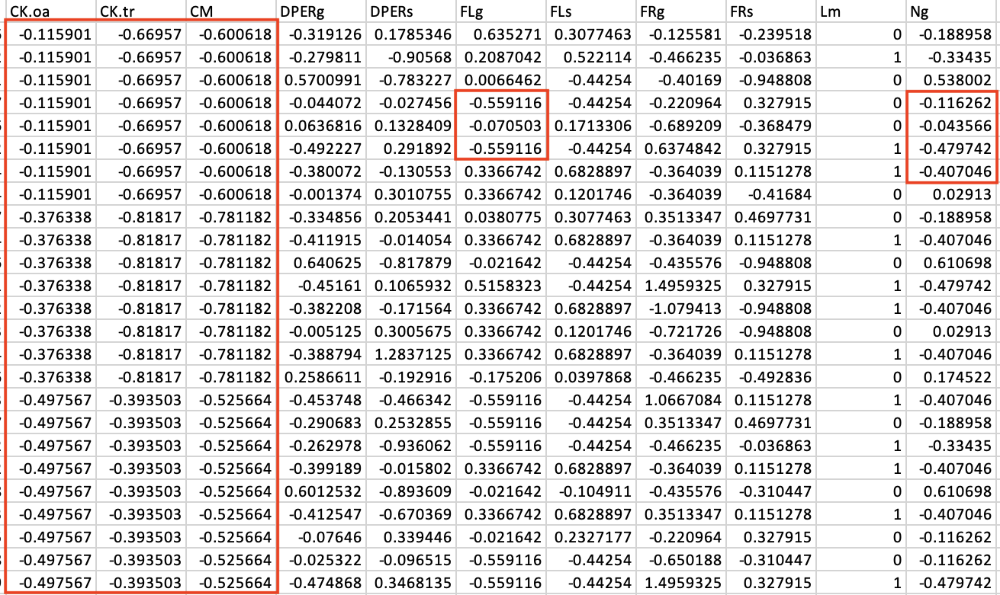 CK.oa CK.tr CM DPERg DPERs FLg FLs FRg FRs Lm Ng
-0.115901 -0.66957 -0.600618 -0.319126 0.1785346 0.635271 0.3077463 -0.125581 -0.239518 0 -0.188958
-0.115901 -0.66957 -0.600618 -0.279811 -0.90568 0.2087042 0.522114 -0.466235 -0.036863 1 -0.33435
-0.115901 -0.66957 -0.600618 0.5700991 -0.783227 0.0066462 -0.44254 -0.40169 -0.948808 0 0.538002
-0.115901 -0.66957 -0.600618 -0.044072 -0.027456 -0.559116 -0.44254 -0.220964 0.327915 0 -0.116262
-0.115901 -0.66957 -0.600618 0.0636816 0.1328409 -0.070503 0.1713306 -0.689209 -0.368479 0 -0.043566
-0.115901 -0.66957 -0.600618 -0.492227 0.291892 -0.559116 -0.44254 0.6374842 0.327915 1 -0.479742
-0.115901 -0.66957 -0.600618 -0.380072 -0.130553 0.3366742 0.6828897 -0.364039 0.1151278 1 -0.407046
-0.115901 -0.66957 -0.600618 -0.001374 0.3010755 0.3366742 0.1201746 -0.364039 -0.41684 0 0.02913
-0.376338 -0.81817 -0.781182 -0.334856 0.2053441 0.0380775 0.3077463 0.3513347 0.4697731 0 -0.188958
-0.376338 -0.81817 -0.781182 -0.411915 -0.014054 0.3366742 0.6828897 -0.364039 0.1151278 1 -0.407046
-0.376338 -0.81817 -0.781182 0.640625 -0.817879 -0.021642 -0.44254 -0.435576 -0.948808 0 0.610698
-0.376338 -0.81817 -0.781182 -0.45161 0.1065932 0.5158323 -0.44254 1.4959325 0.327915 1 -0.479742
-0.376338 -0.81817 -0.781182 -0.382208 -0.171564 0.3366742 0.6828897 -1.079413 -0.948808 1 -0.407046
-0.376338 -0.81817 -0.781182 -0.005125 0.3005675 0.3366742 0.1201746 -0.721726 -0.948808 0 0.02913
-0.376338 -0.81817 -0.781182 -0.388794 1.2837125 0.3366742 0.6828897 -0.364039 0.1151278 1 -0.407046
-0.376338 -0.81817 -0.781182 0.2586611 -0.192916 -0.175206 0.0397868 -0.466235 -0.492836 0 0.174522
-0.497567 -0.393503 -0.525664 -0.453748 -0.466342 -0.559116 -0.44254 1.0667084 0.1151278 1 -0.407046
-0.497567 -0.393503 -0.525664 -0.290683 0.2532855 -0.559116 -0.44254 0.3513347 0.4697731 0 -0.188958
-0.497567 -0.393503 -0.525664 -0.262978 -0.936062 -0.559116 -0.44254 -0.466235 -0.036863 1 -0.33435
-0.497567 -0.393503 -0.525664 -0.399189 -0.015802 0.3366742 0.6828897 -0.364039 0.1151278 1 -0.407046
-0.497567 -0.393503 -0.525664 0.6012532 -0.893609 -0.021642 -0.104911 -0.435576 -0.310447 0 0.610698
-0.497567 -0.393503 -0.525664 -0.412547 -0.670369 0.3366742 0.6828897 0.3513347 0.1151278 1 -0.407046
-0.497567 -0.393503 -0.525664 -0.07646 0.339446 -0.021642 0.2327177 -0.220964 0.327915 0 -0.116262
-0.497567 -0.393503 -0.525664 -0.025322 -0.096515 -0.559116 -0.44254 -0.650188 -0.310447 0 -0.116262
-0.497567 -0.393503 -0.525664 -0.474868 0.3468135 -0.559116 -0.44254 1.4959325 0.327915 1 -0.479742